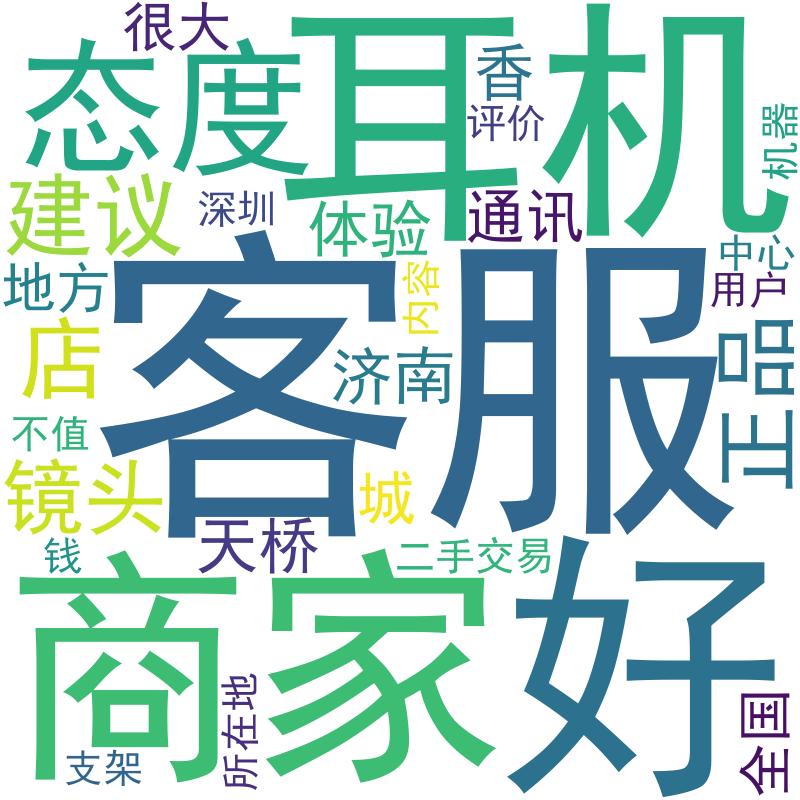 很大
态度
耳机
香
评价
机器
建议
深圳
体验
通讯
中心
用户
地方
内容
客服
店
济南
正品
不值
镜头
城
天桥
钱
二手交易
商家
好
所在地
支架
全国